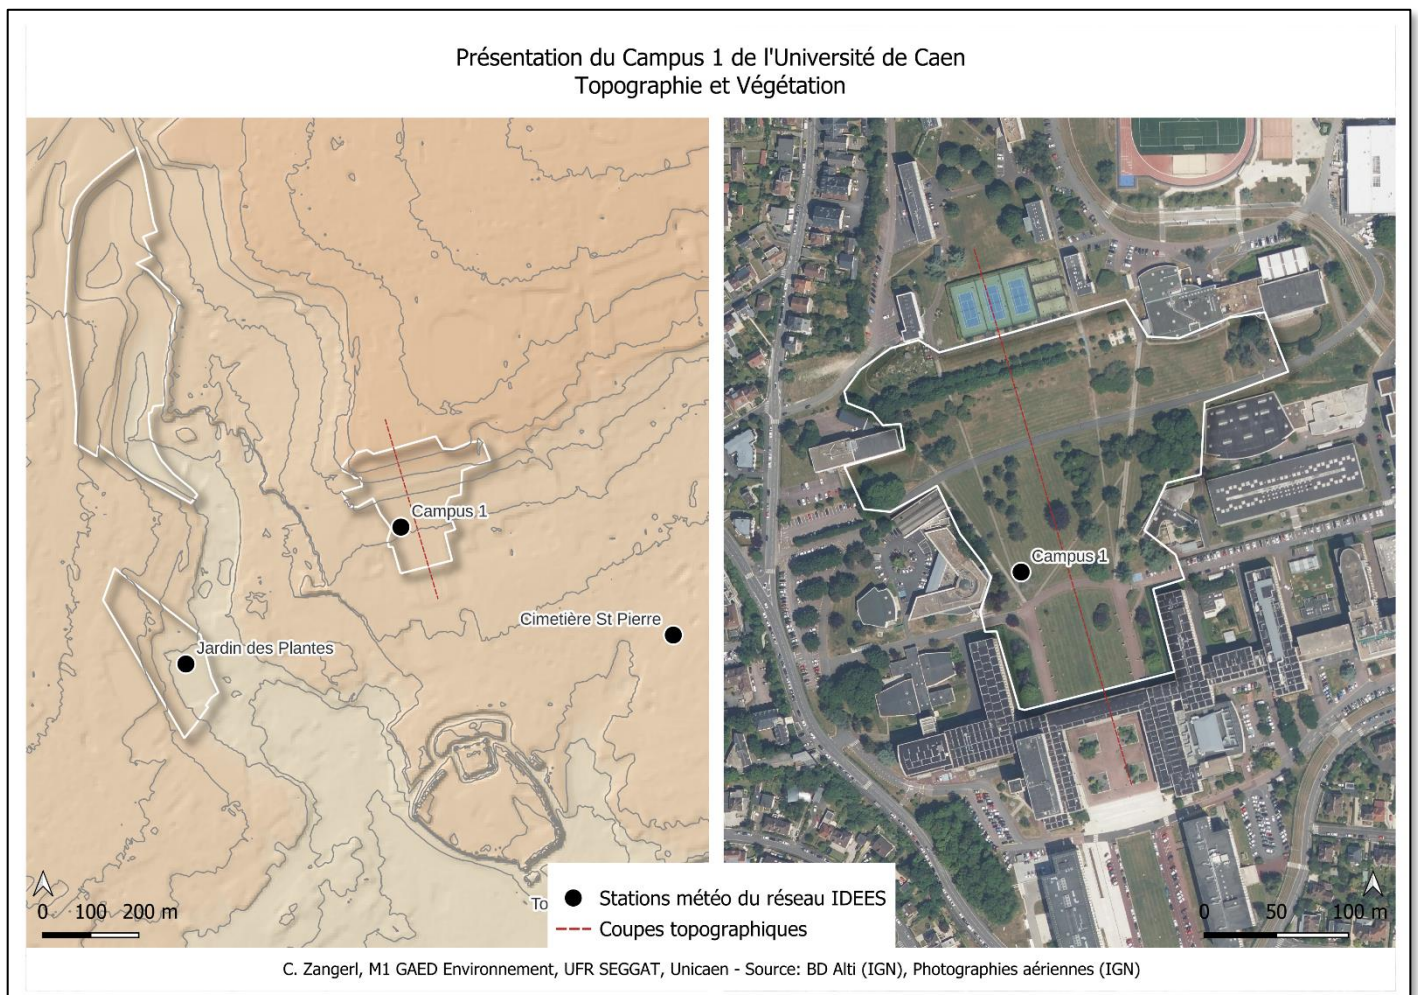 Présentation du Campus 1 de l'Université de Caen
Topographie et Végétation
Campus 1
Cimetière St Pierre
Jardin des Plantes
Campus 1
To
0 100 200 m
Stations météo du réseau IDEES
Coupes topographiques
0 50 100 m
C. Zangerl, M1 GAED Environnement, UFR SEGGAT, Unicaen - Source: BD Alti (IGN), Photographies aériennes (IGN)